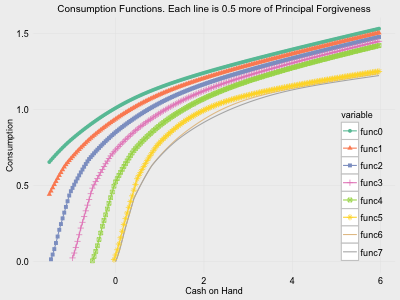 Consumption Functions. Each line is 0.5 more of Principal Forgiveness
1.5
1.0
0.5
0.0
Consumption
0
2
4
6
Cash on Hand
variable
func0
func1
func2
func3
func4
func5
func6
func7